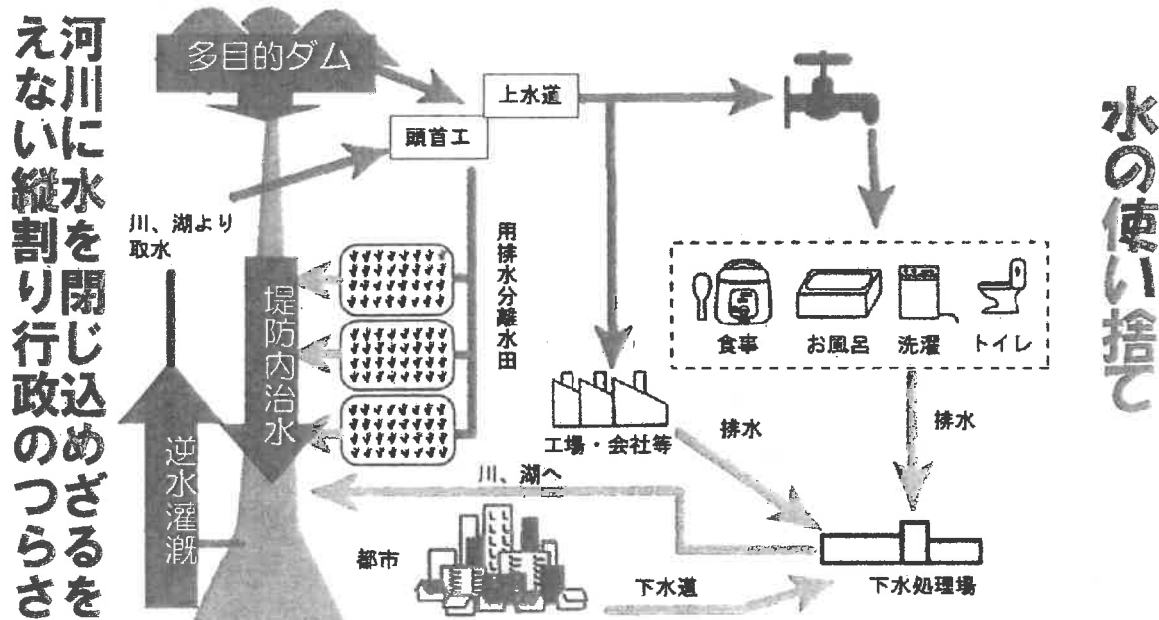 水の使い捨て
河川に水を閉じ込めざるを
えない縦割り行政のつらさ
多目的ダム
上水道
頭首工
川、湖より
取水
用排水分離水田
堤防内治水
逆水灌漑
食事
お風呂
洗濯
トイレ
工場・会社等
排水
排水
川、湖へ
都市
下水道
下水処理場